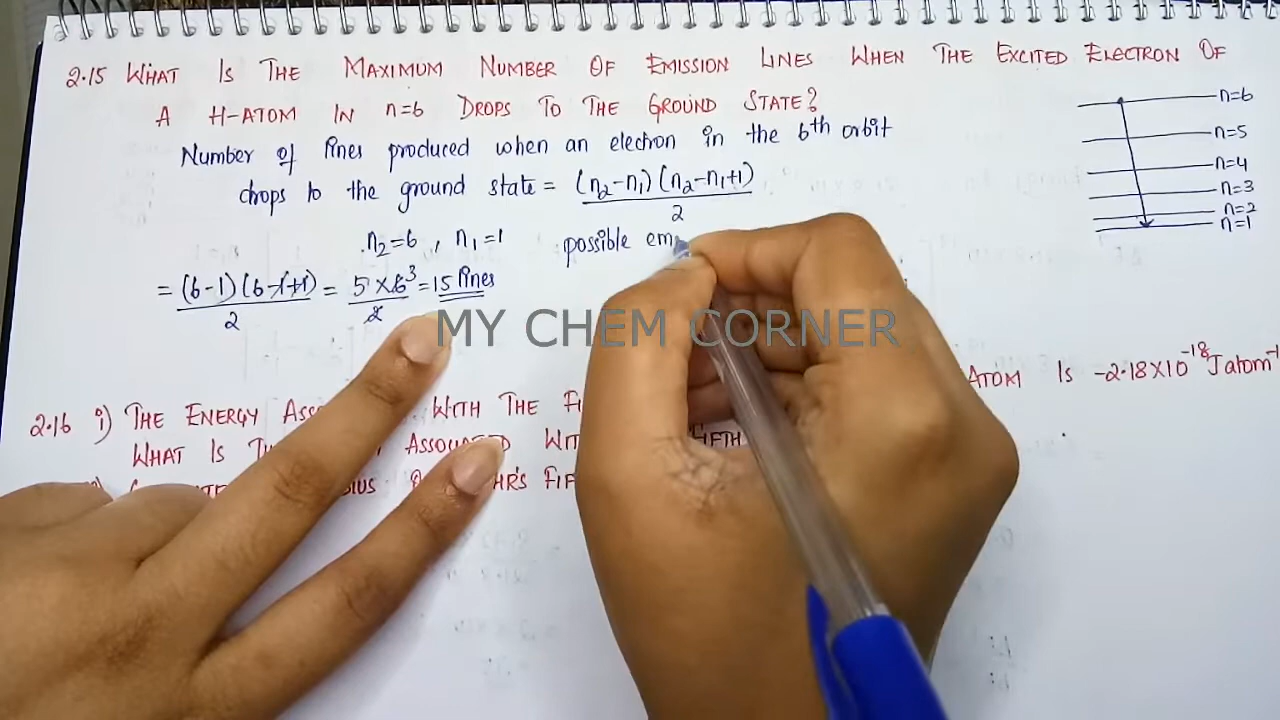 2.15 WHAT IS THE MAXIMUM NUMBER OF EMISSION LINES WHEN THE EXCITED ELECTRON OF
A H-ATOM IN n=6 DROPS TO THE GROUND STATE?
Number of lines produced when an electron in the 6th orbit
drops to the ground state = (n2-n1)(n2-n1+1)
2
n2=6, n1=1 possible em
= (6-1)(6-1+1) = 5×6 3 = 15 lines
2 2
n=6
n=5
n=4
n=3
n=2
n=1
MY CHEM CORNER
ATOM IS -2.18×10-18 J atom-1
2.16 i) THE ENERGY WITH THE
WHAT IS ASSOCIATED